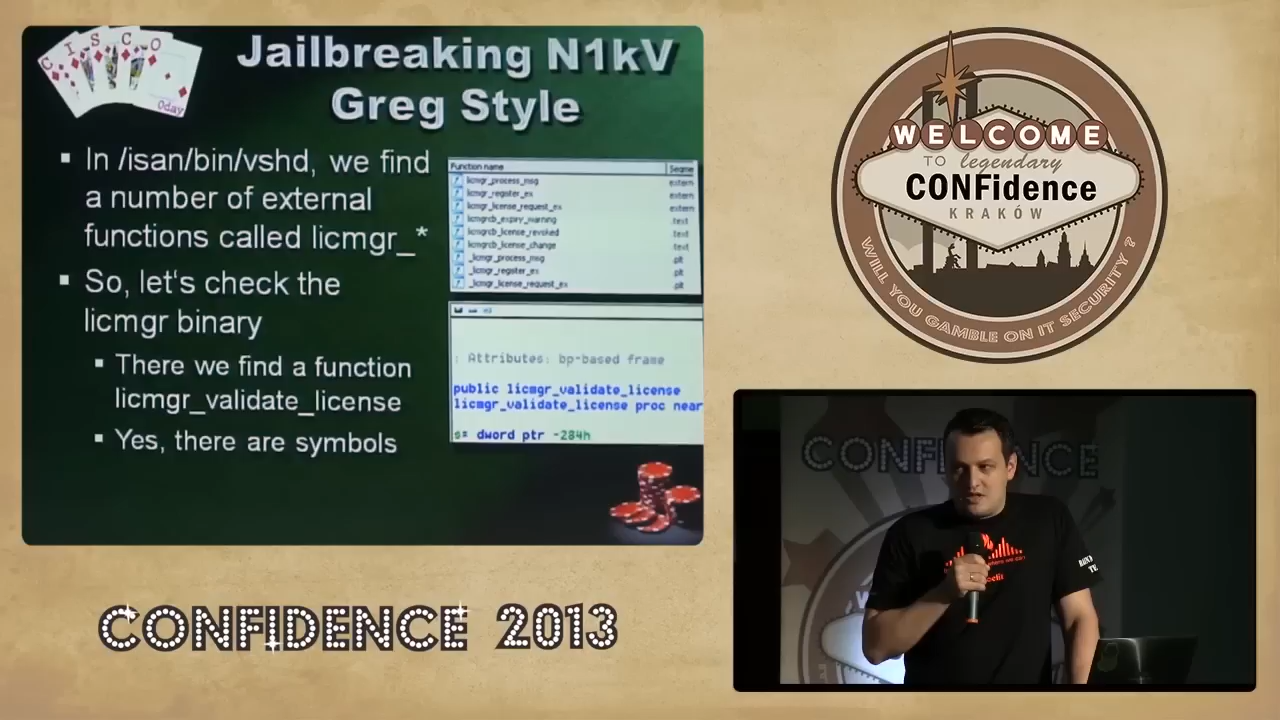 CISCO
0day
Jailbreaking N1kV
Greg Style
▪ In /isan/bin/vshd, we find
a number of external
functions called licmgr_*
▪ So, let's check the
licmgr binary
▪ There we find a function
licmgr_validate_license
▪ Yes, there are symbols
Function name Segme
licmgr_process_msg extern
licmgr_register_ex extern
licmgr_license_request_ex extern
licmgrcb_expiry_warning .text
licmgrcb_license_revoked .text
licmgrcb_license_change .text
_licmgr_process_msg .plt
_licmgr_register_ex .plt
_licmgr_license_request_ex .plt
; Attributes: bp-based frame
public licmgr_validate_license
licmgr_validate_license proc near
s= dword ptr -284h
WELCOME
TO legendary
CONFidence
KRAKÓW
WILL YOU GAMBLE ON IT SECURITY ?
CONFIDENCE
CONFIDENCE 2013